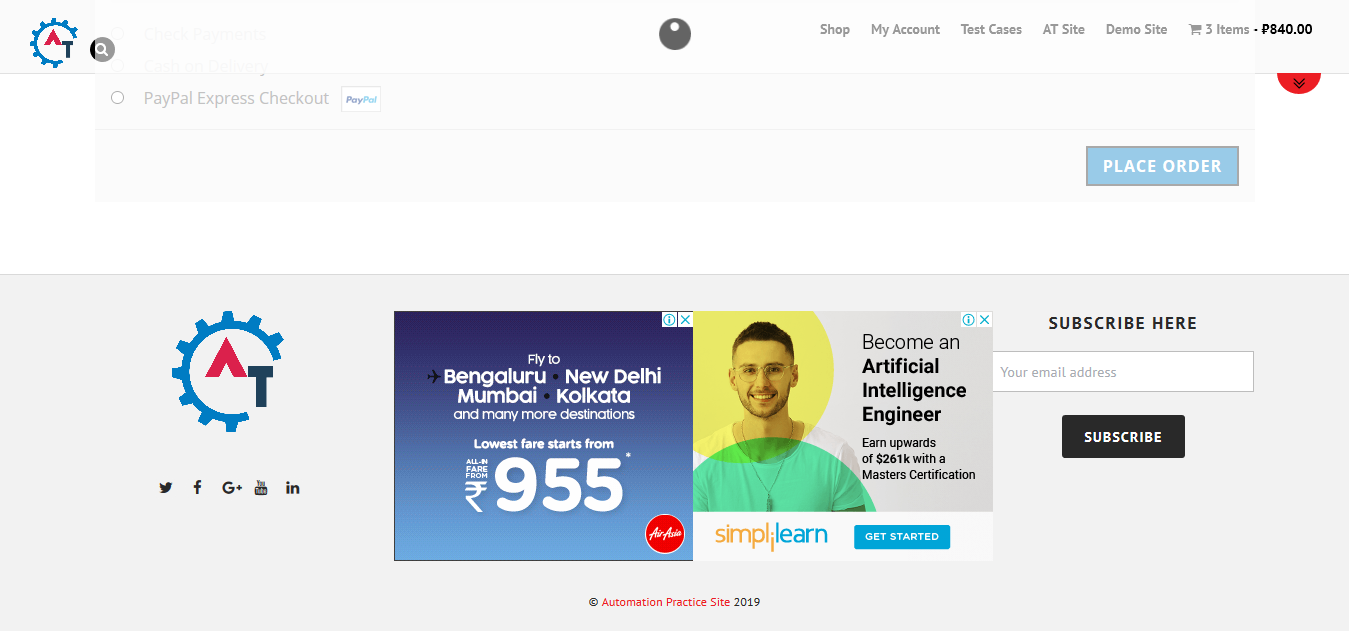 AT
Shop
My Account
Test Cases
AT Site
Demo Site
3 Items - ₽840.00
Check Payments
Cash on Delivery
PayPal Express Checkout
PayPal
PLACE ORDER
AT
Fly to
Bengaluru • New Delhi
Mumbai • Kolkata
and many more destinations
Lowest fare starts from
ALL-IN
FARE
FROM
₹955*
AirAsia
Become an
Artificial
Intelligence
Engineer
Earn upwards
of $261k with a
Masters Certification
simplilearn
GET STARTED
SUBSCRIBE HERE
Your email address
SUBSCRIBE
G+
You
Tube
in
© Automation Practice Site 2019